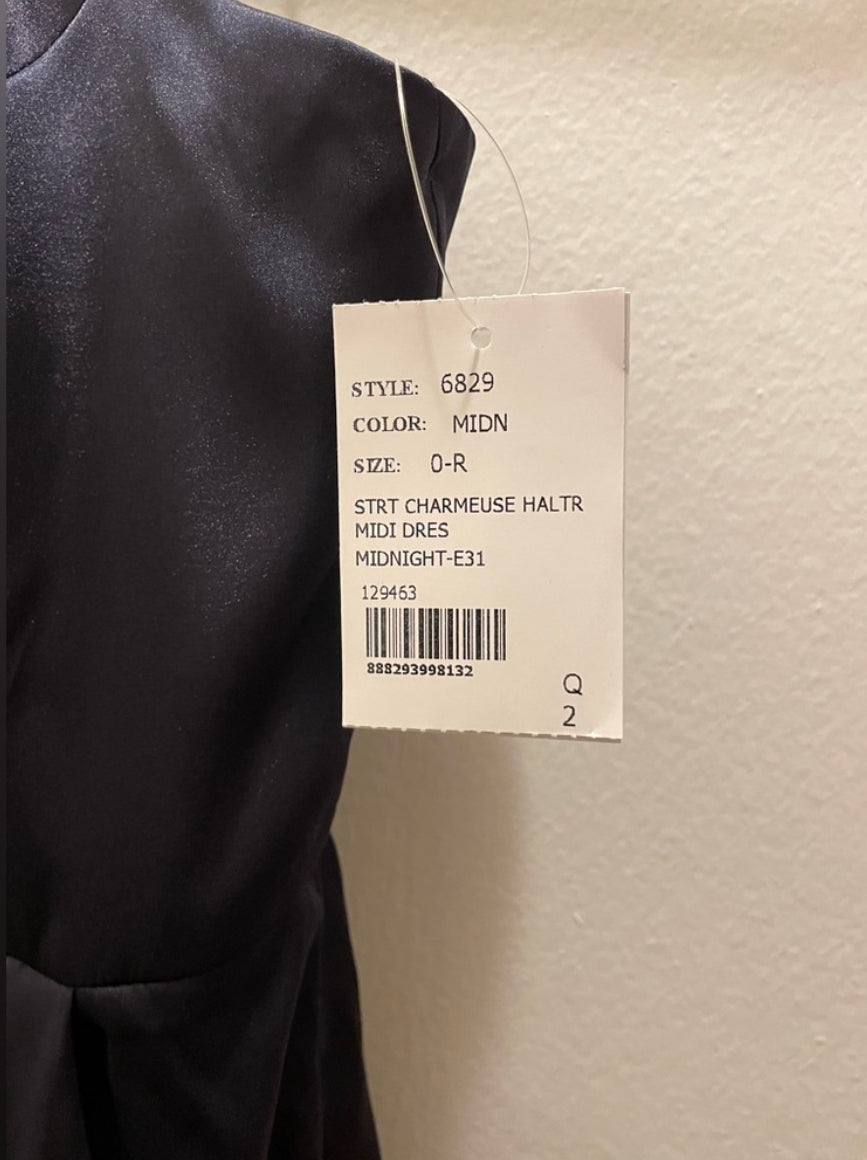 STYLE: 6829
COLOR: MIDN
SIZE: 0-R
STRT CHARMEUSE HALTR
MIDI DRES
MIDNIGHT-E31
129463
888293998132
Q
2